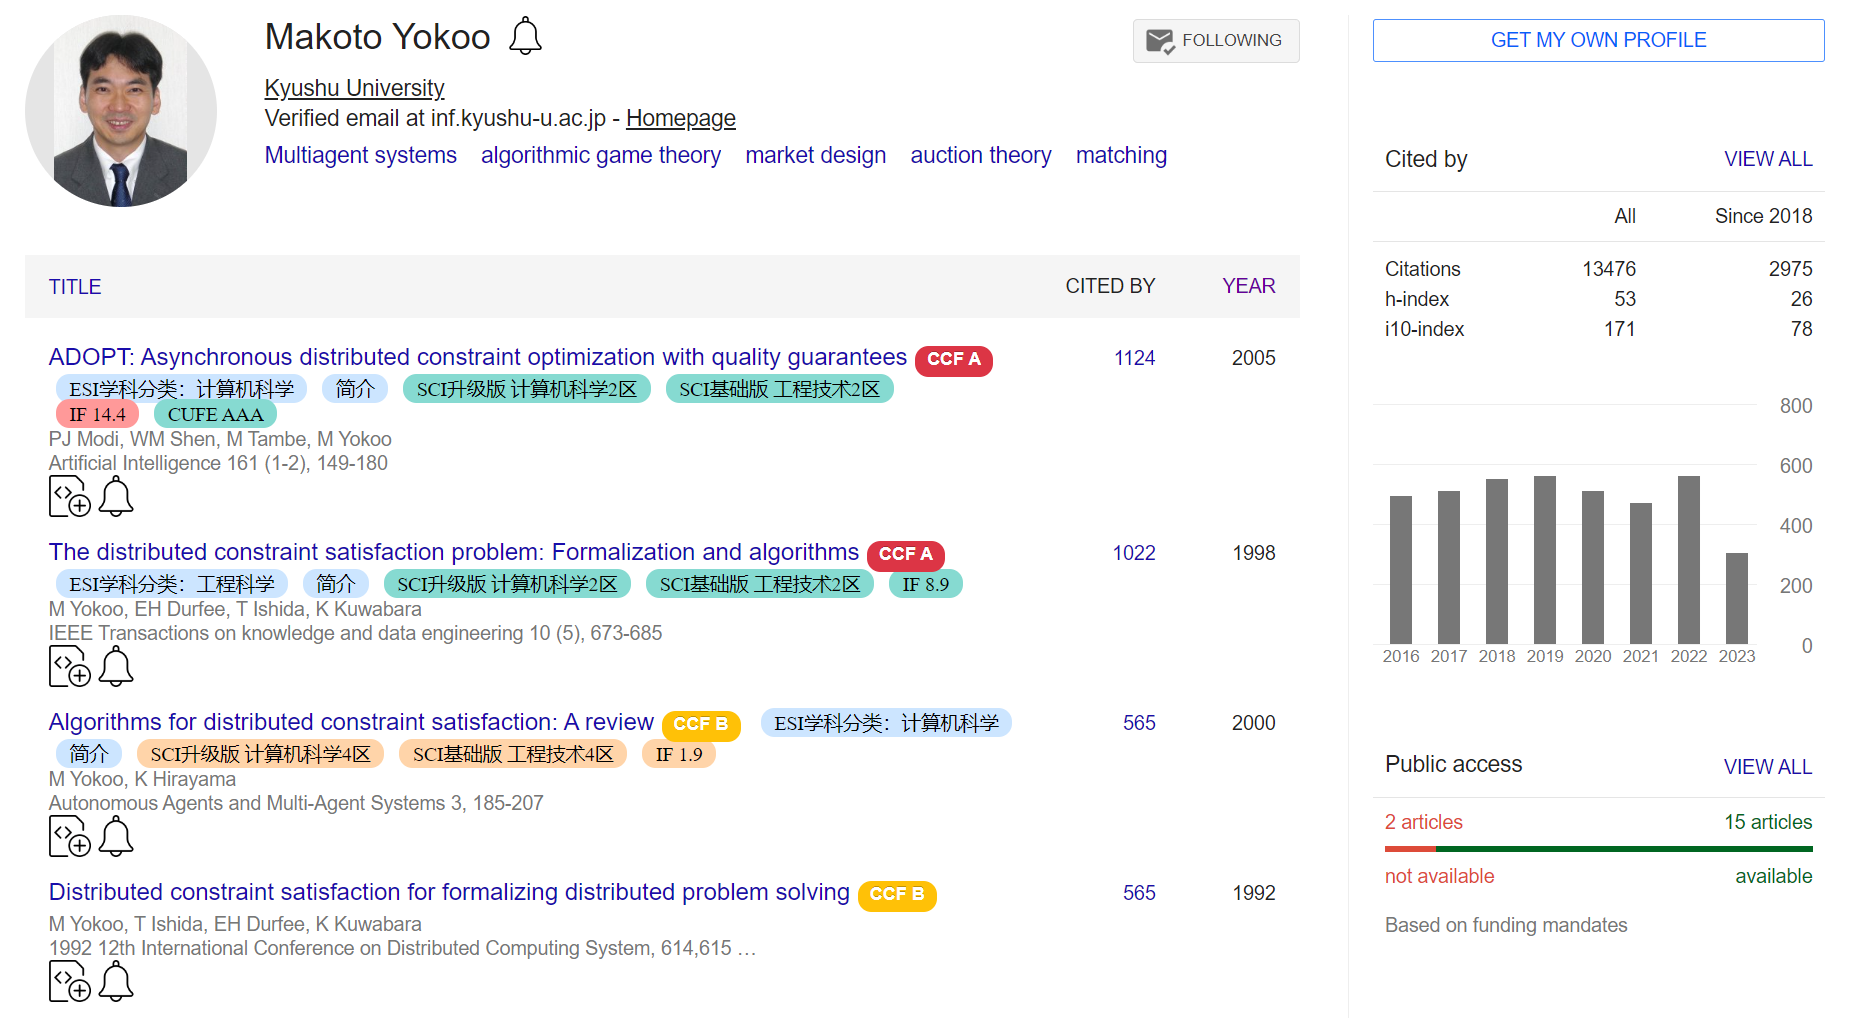 Makoto Yokoo
FOLLOWING
Kyushu University
Verified email at inf.kyushu-u.ac.jp - Homepage
Multiagent systems algorithmic game theory market design auction theory matching
TITLE CITED BY YEAR
ADOPT: Asynchronous distributed constraint optimization with quality guarantees CCF A 1124 2005
ESI学科分类：计算机科学 简介 SCI升级版 计算机科学2区 SCI基础版 工程技术2区
IF 14.4 CUFE AAA
PJ Modi, WM Shen, M Tambe, M Yokoo
Artificial Intelligence 161 (1-2), 149-180
The distributed constraint satisfaction problem: Formalization and algorithms CCF A 1022 1998
ESI学科分类：工程科学 简介 SCI升级版 计算机科学2区 SCI基础版 工程技术2区 IF 8.9
M Yokoo, EH Durfee, T Ishida, K Kuwabara
IEEE Transactions on knowledge and data engineering 10 (5), 673-685
Algorithms for distributed constraint satisfaction: A review CCF B ESI学科分类：计算机科学 565 2000
简介 SCI升级版 计算机科学4区 SCI基础版 工程技术4区 IF 1.9
M Yokoo, K Hirayama
Autonomous Agents and Multi-Agent Systems 3, 185-207
Distributed constraint satisfaction for formalizing distributed problem solving CCF B 565 1992
M Yokoo, T Ishida, EH Durfee, K Kuwabara
1992 12th International Conference on Distributed Computing System, 614,615 …
GET MY OWN PROFILE
Cited by VIEW ALL
All Since 2018
Citations 13476 2975
h-index 53 26
i10-index 171 78
800
600
400
200
0
2016 2017 2018 2019 2020 2021 2022 2023
Public access VIEW ALL
2 articles 15 articles
not available available
Based on funding mandates